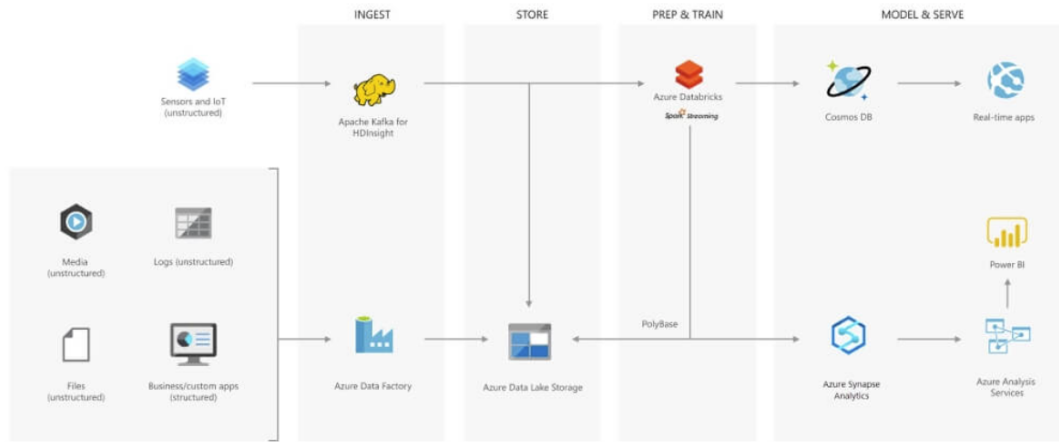 INGEST
STORE
PREP & TRAIN
MODEL & SERVE
Sensors and IoT
(unstructured)
Apache Kafka for
HDInsight
Azure Databricks
Spark Streaming
Cosmos DB
Real-time apps
Media
(unstructured)
Logs (unstructured)
Power BI
PolyBase
Files
(unstructured)
Business/custom apps
(structured)
Azure Data Factory
Azure Data Lake Storage
Azure Synapse
Analytics
Azure Analysis
Services